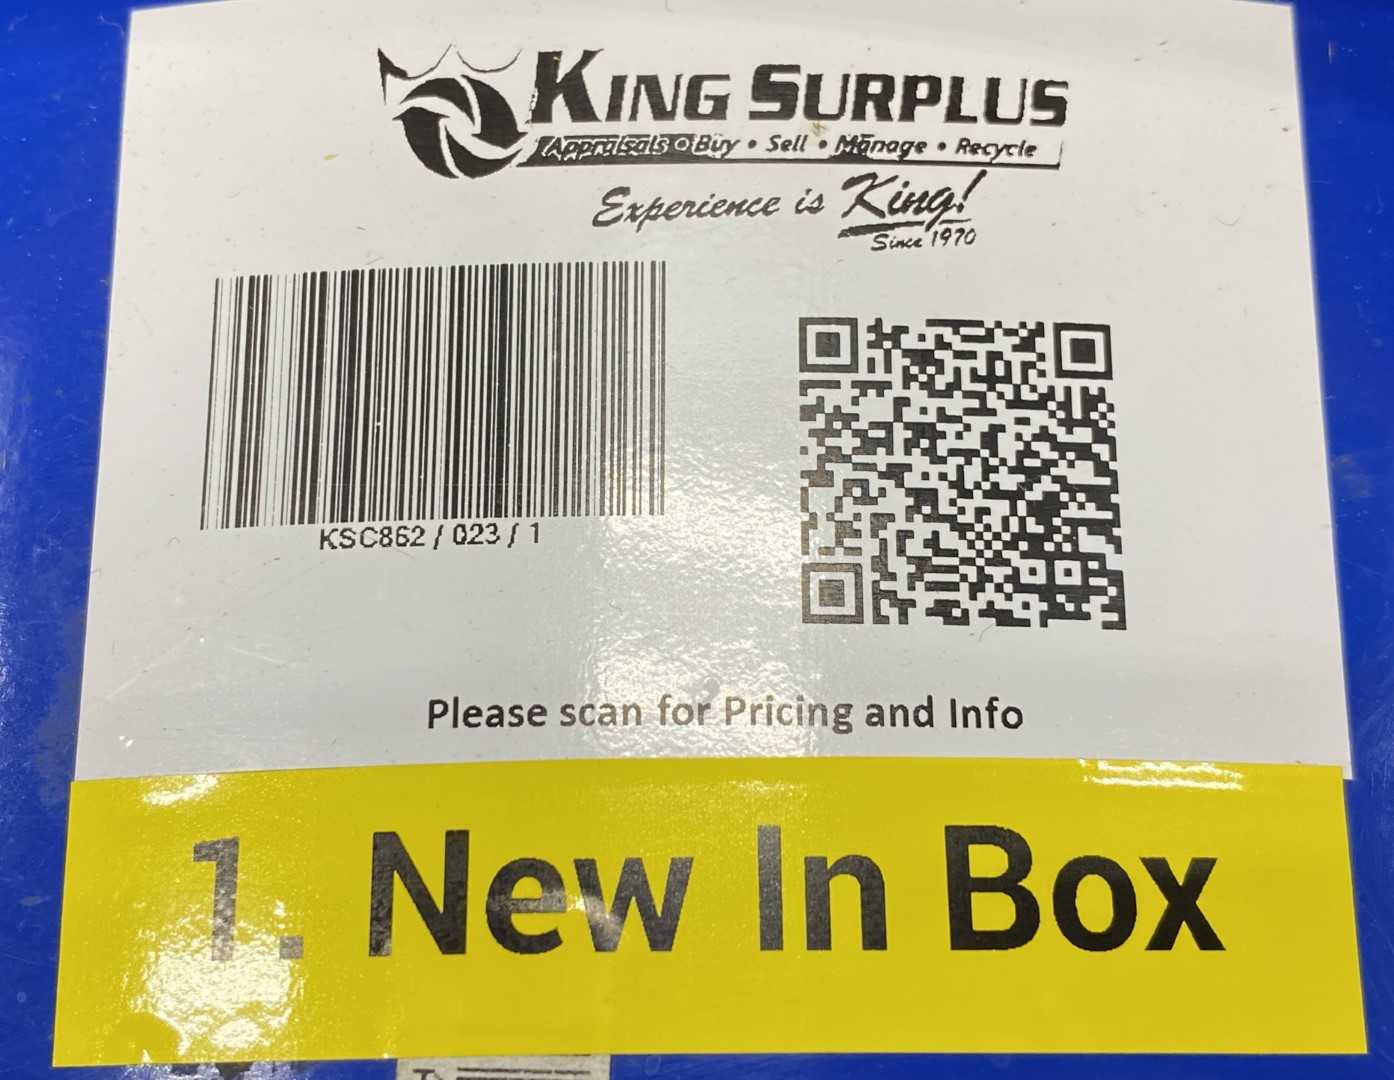 KING SURPLUS
Appraisals • Buy • Sell • Manage • Recycle
Experience is King!
Since 1970
KSC862 / 023 / 1
Please scan for Pricing and Info
1. New In Box